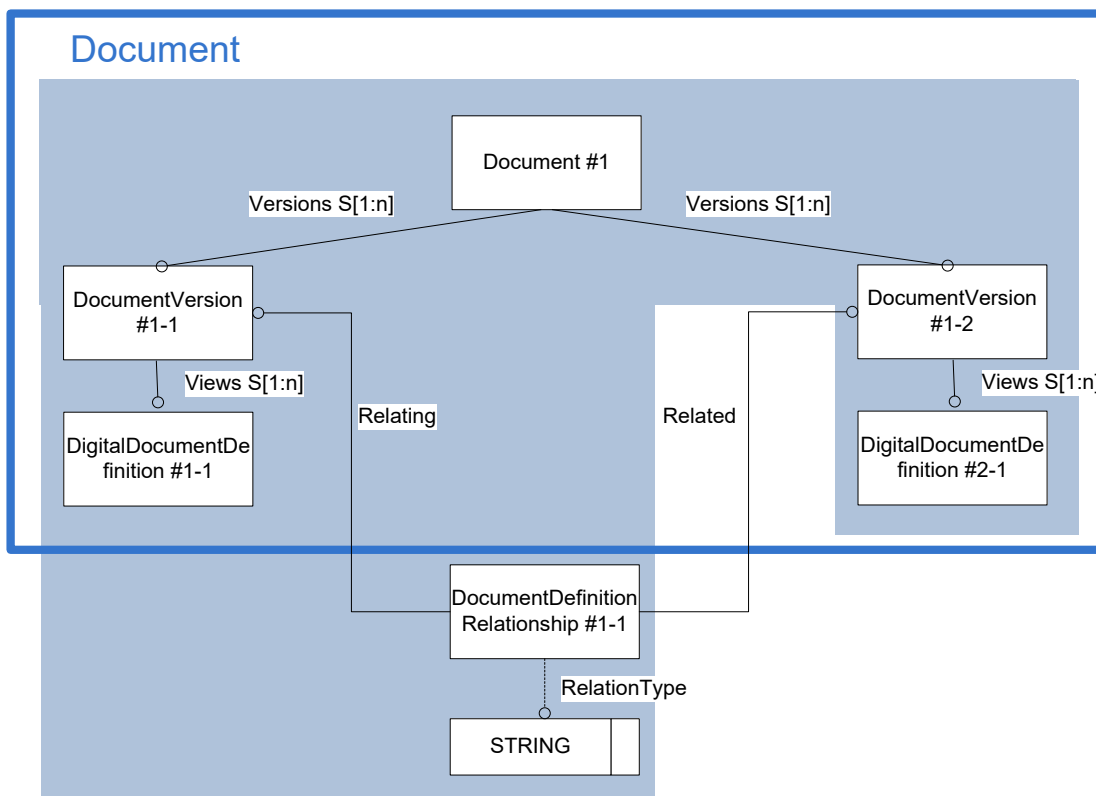 Document
Document #1
Versions S[1:n]
Versions S[1:n]
DocumentVersion
#1-1
DocumentVersion
#1-2
Views S[1:n]
Views S[1:n]
Relating
Related
DigitalDocumentDe
finition #1-1
DigitalDocumentDe
finition #2-1
DocumentDefinition
Relationship #1-1
RelationType
STRING